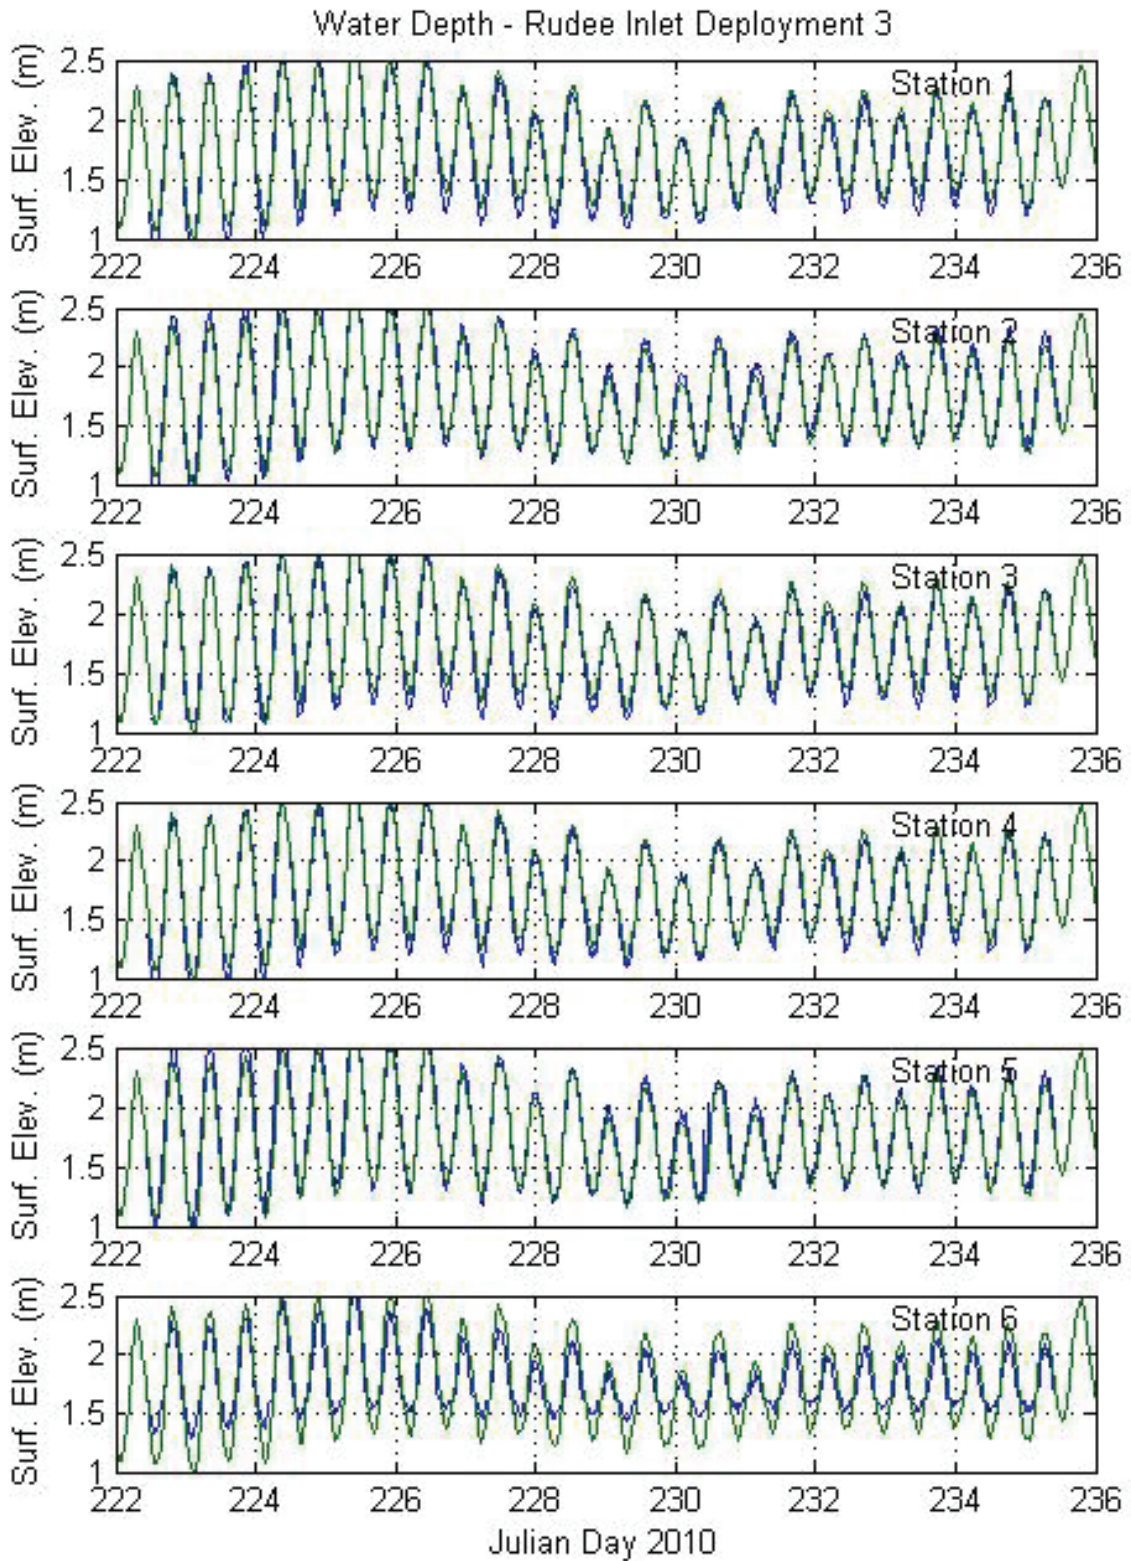 Water Depth - Rudee Inlet Deployment 3
Surf. Elev. (m)
2.5
2
1.5
1
Station 1
222 224 226 228 230 232 234 236
Surf. Elev. (m)
2.5
2
1.5
1
Station 2
222 224 226 228 230 232 234 236
Surf. Elev. (m)
2.5
2
1.5
1
Station 3
222 224 226 228 230 232 234 236
Surf. Elev. (m)
2.5
2
1.5
1
Station 4
222 224 226 228 230 232 234 236
Surf. Elev. (m)
2.5
2
1.5
1
Station 5
222 224 226 228 230 232 234 236
Surf. Elev. (m)
2.5
2
1.5
1
Station 6
222 224 226 228 230 232 234 236
Julian Day 2010